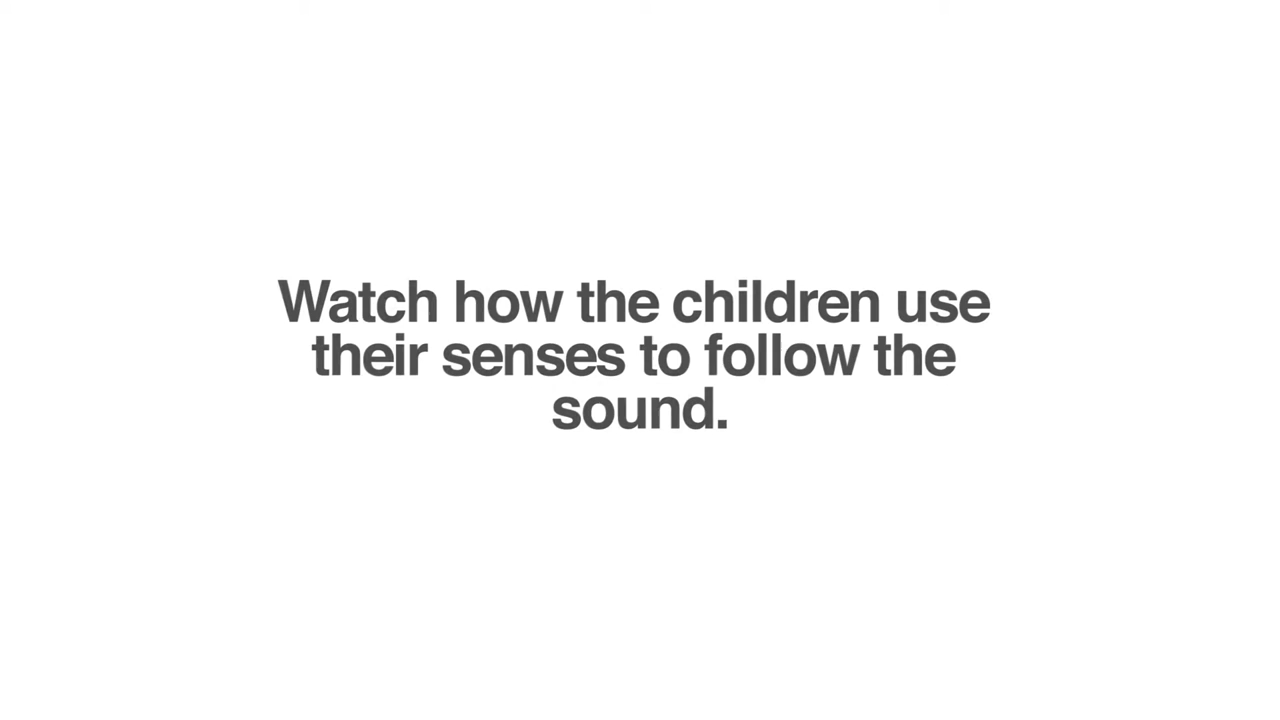 Watch how the children use
their senses to follow the
sound.